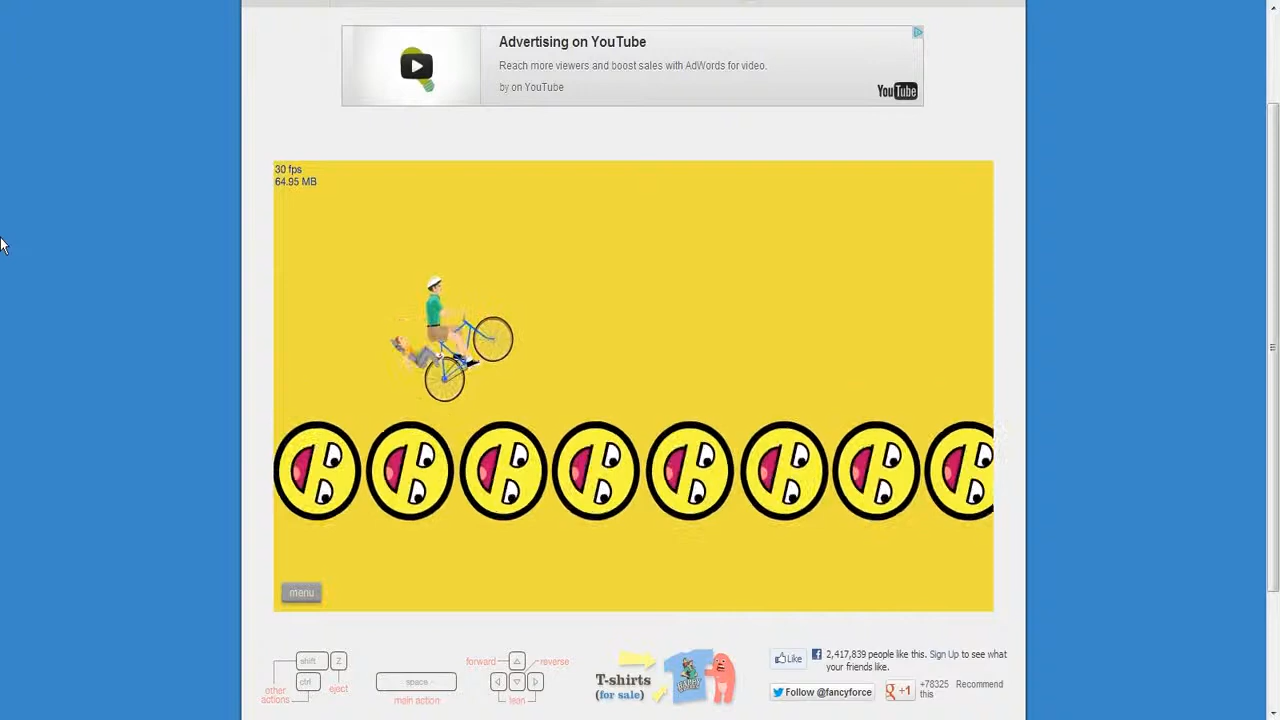 Advertising on YouTube
Reach more viewers and boost sales with AdWords for video.
by on YouTube
YouTube
30 fps
64.95 MB
menu
shift
Z
ctrl
other
actions
eject
space
main action
forward
reverse
lean
T-shirts
(for sale)
Like
2,417,839 people like this. Sign Up to see what
your friends like.
Follow @fancyforce
+1
+78325 Recommend
this